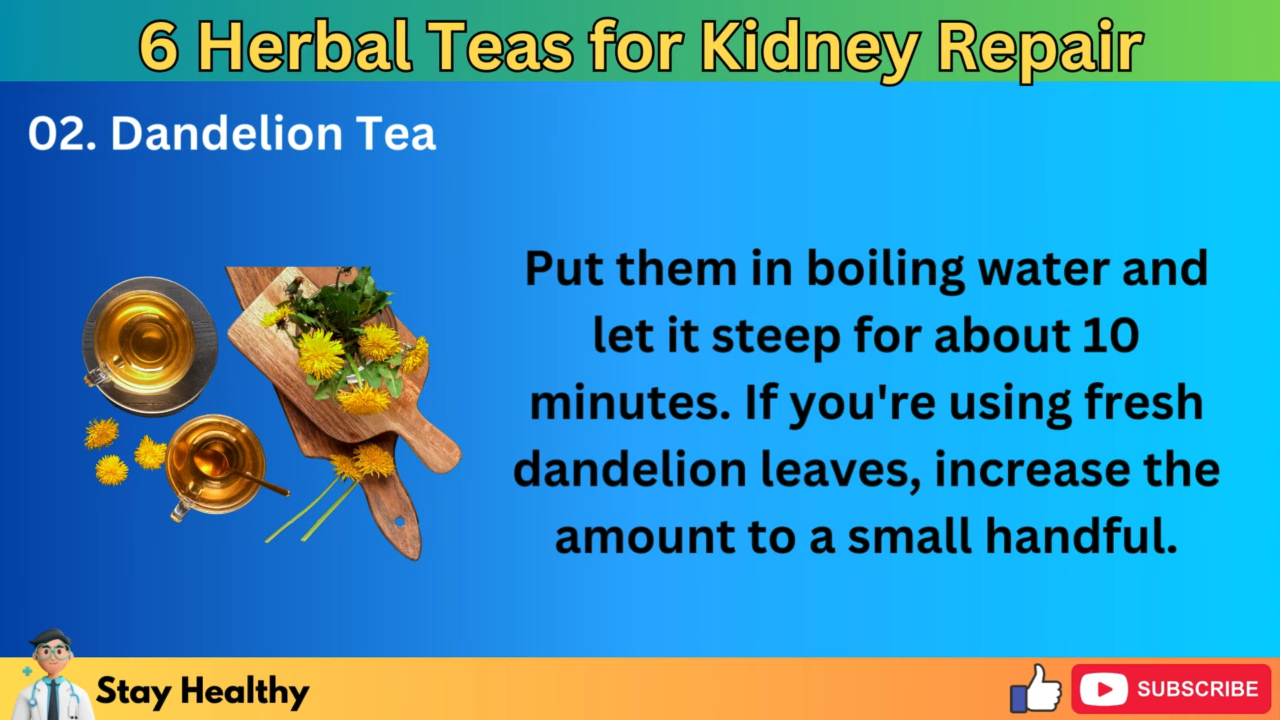 6 Herbal Teas for Kidney Repair
02. Dandelion Tea
Put them in boiling water and
let it steep for about 10
minutes. If you're using fresh
dandelion leaves, increase the
amount to a small handful.
Stay Healthy
SUBSCRIBE